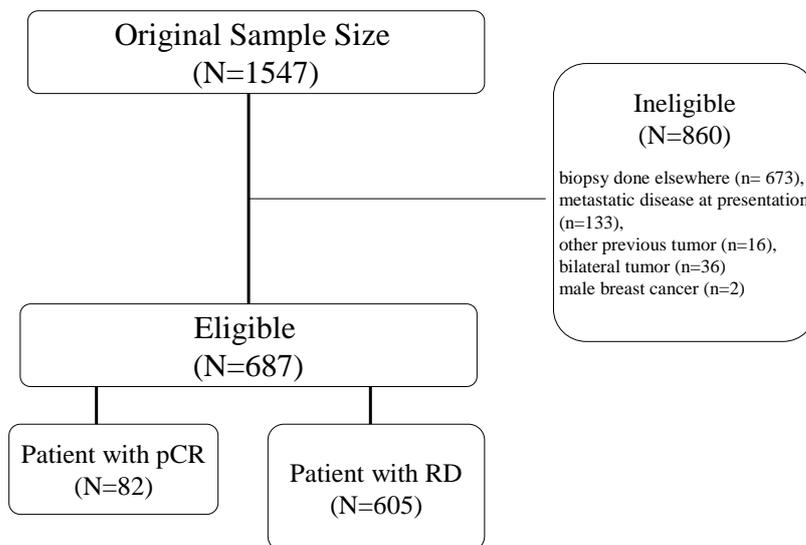 Original Sample Size
(N=1547)
Ineligible
(N=860)
biopsy done elsewhere (n= 673),
metastatic disease at presentation
(n=133),
other previous tumor (n=16),
bilateral tumor (n=36)
male breast cancer (n=2)
Eligible
(N=687)
Patient with pCR
(N=82)
Patient with RD
(N=605)